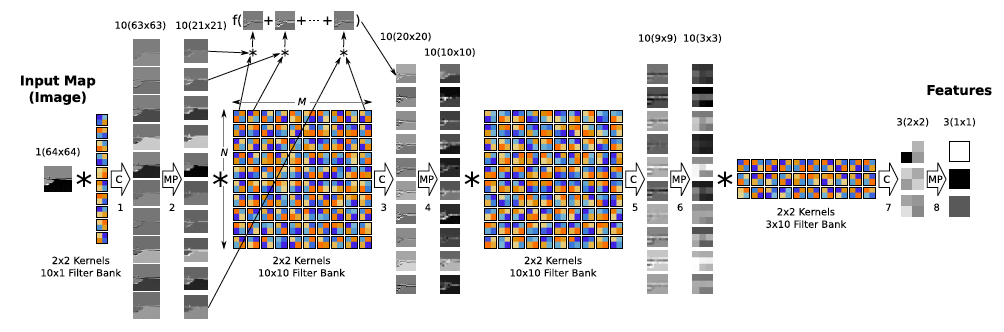 10(63x63)
10(21x21)
f( + + ··· + )
10(20x20)
10(10x10)
10(9x9)
10(3x3)
Input Map
(Image)
Features
M
3(2x2)
3(1x1)
1(64x64)
N
*
*
*
*
*
*
*
C
MP
C
MP
C
MP
C
MP
1
2
3
4
5
6
7
8
2x2 Kernels
10x1 Filter Bank
2x2 Kernels
10x10 Filter Bank
2x2 Kernels
10x10 Filter Bank
2x2 Kernels
3x10 Filter Bank